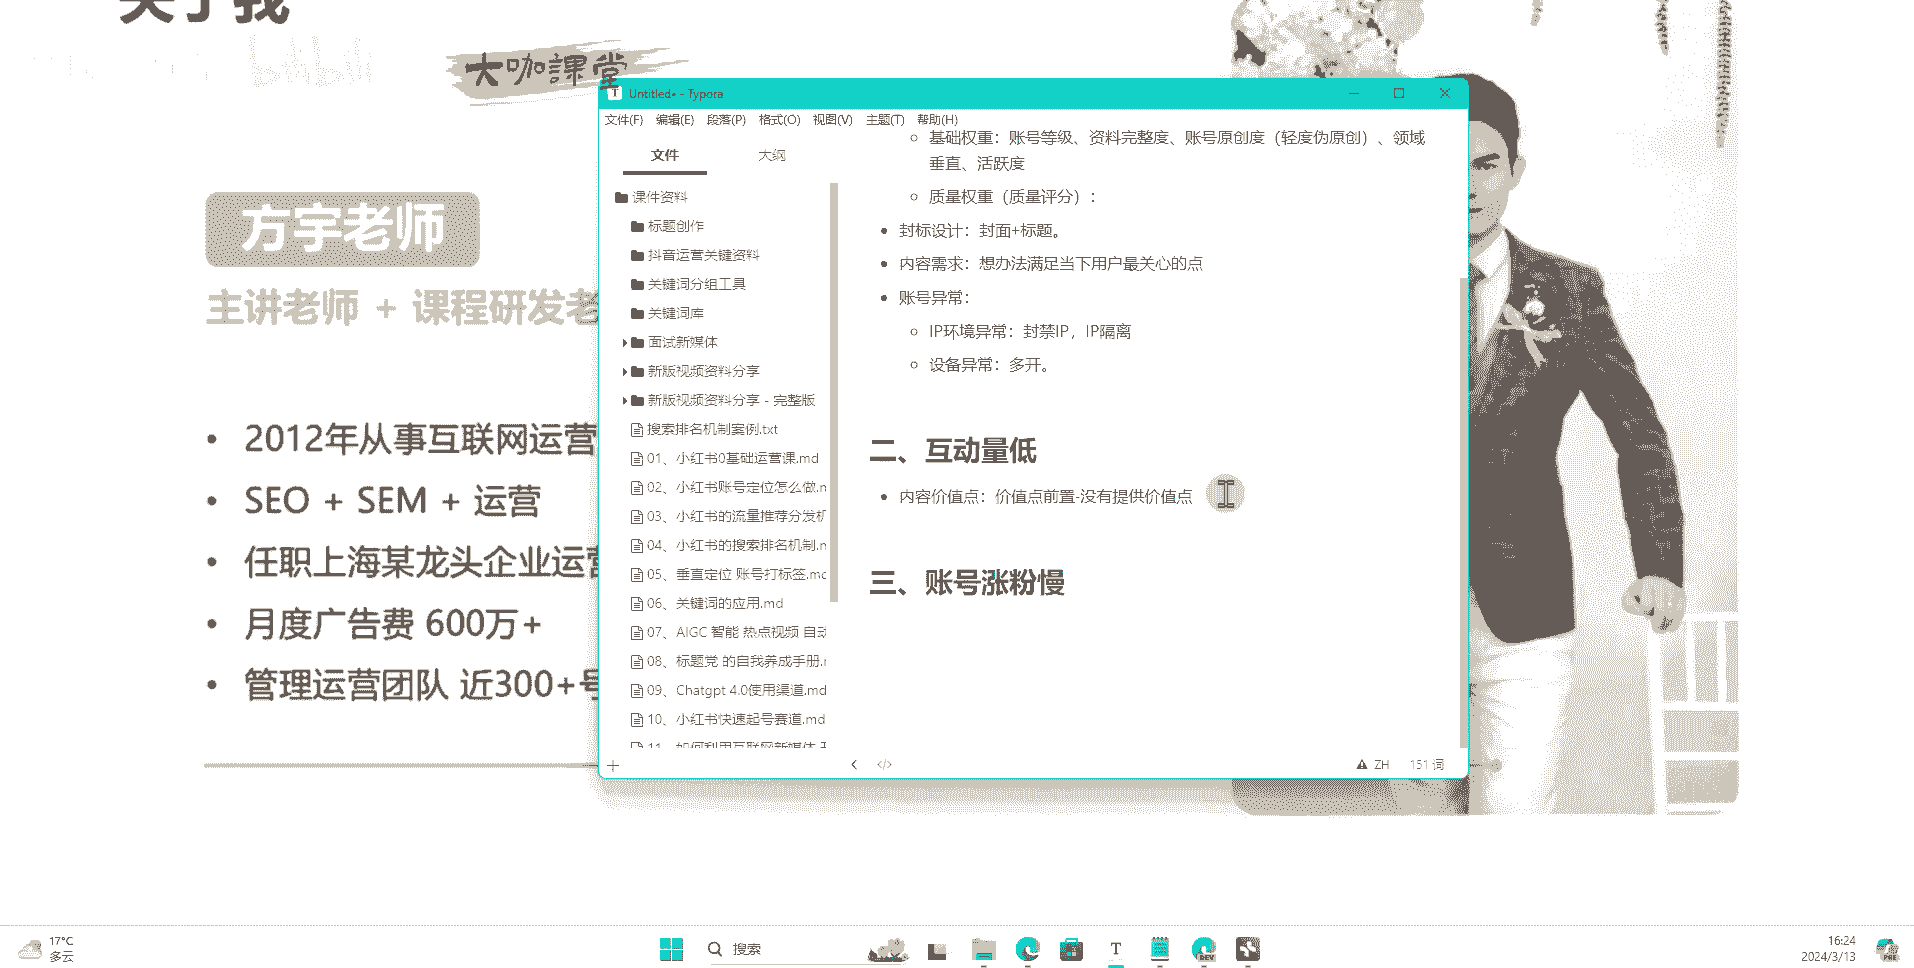 关于我
bilibili
大咖課堂
方宇老师
主讲老师 + 课程研发老
• 2012年从事互联网运营
• SEO + SEM + 运营
• 任职上海某龙头企业运营
• 月度广告费 600万+
• 管理运营团队 近300+号
Untitled• - Typora
文件(F) 编辑(E) 段落(P) 格式(O) 视图(V) 主题(T) 帮助(H)
文件 大纲
课件资料
标题创作
抖音运营关键资料
关键词分组工具
关键词库
面试新媒体
新版视频资料分享
新版视频资料分享 - 完整版
搜索排名机制案例.txt
01、小红书0基础运营课.md
02、小红书账号定位怎么做.m
03、小红书的流量推荐分发机
04、小红书的搜索排名机制.m
05、垂直定位 账号打标签.md
06、关键词的应用.md
07、AIGC 智能 热点视频 自动
08、标题党 的自我养成手册.m
09、Chatgpt 4.0使用渠道.md
10、小红书快速起号赛道.md
11、如何利用互联网新媒体
基础权重：账号等级、资料完整度、账号原创度（轻度伪原创）、领域
垂直、活跃度
质量权重（质量评分）：
• 封标设计：封面+标题。
• 内容需求：想办法满足当下用户最关心的点
• 账号异常：
IP环境异常：封禁IP，IP隔离
设备异常：多开。
二、互动量低
• 内容价值点：价值点前置-没有提供价值点
三、账号涨粉慢
ZH 151 词
17°C
多云
搜索
T
DEV
16:24
2024/3/13
PRE